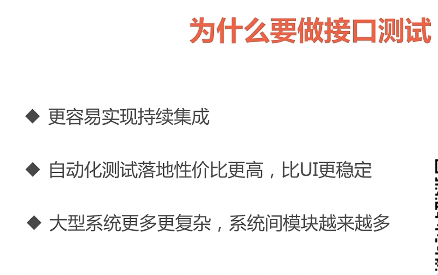 为什么要做接口测试
◆ 更容易实现持续集成
◆ 自动化测试落地性价比更高，比UI更稳定
◆ 大型系统更多更复杂，系统间模块越来越多